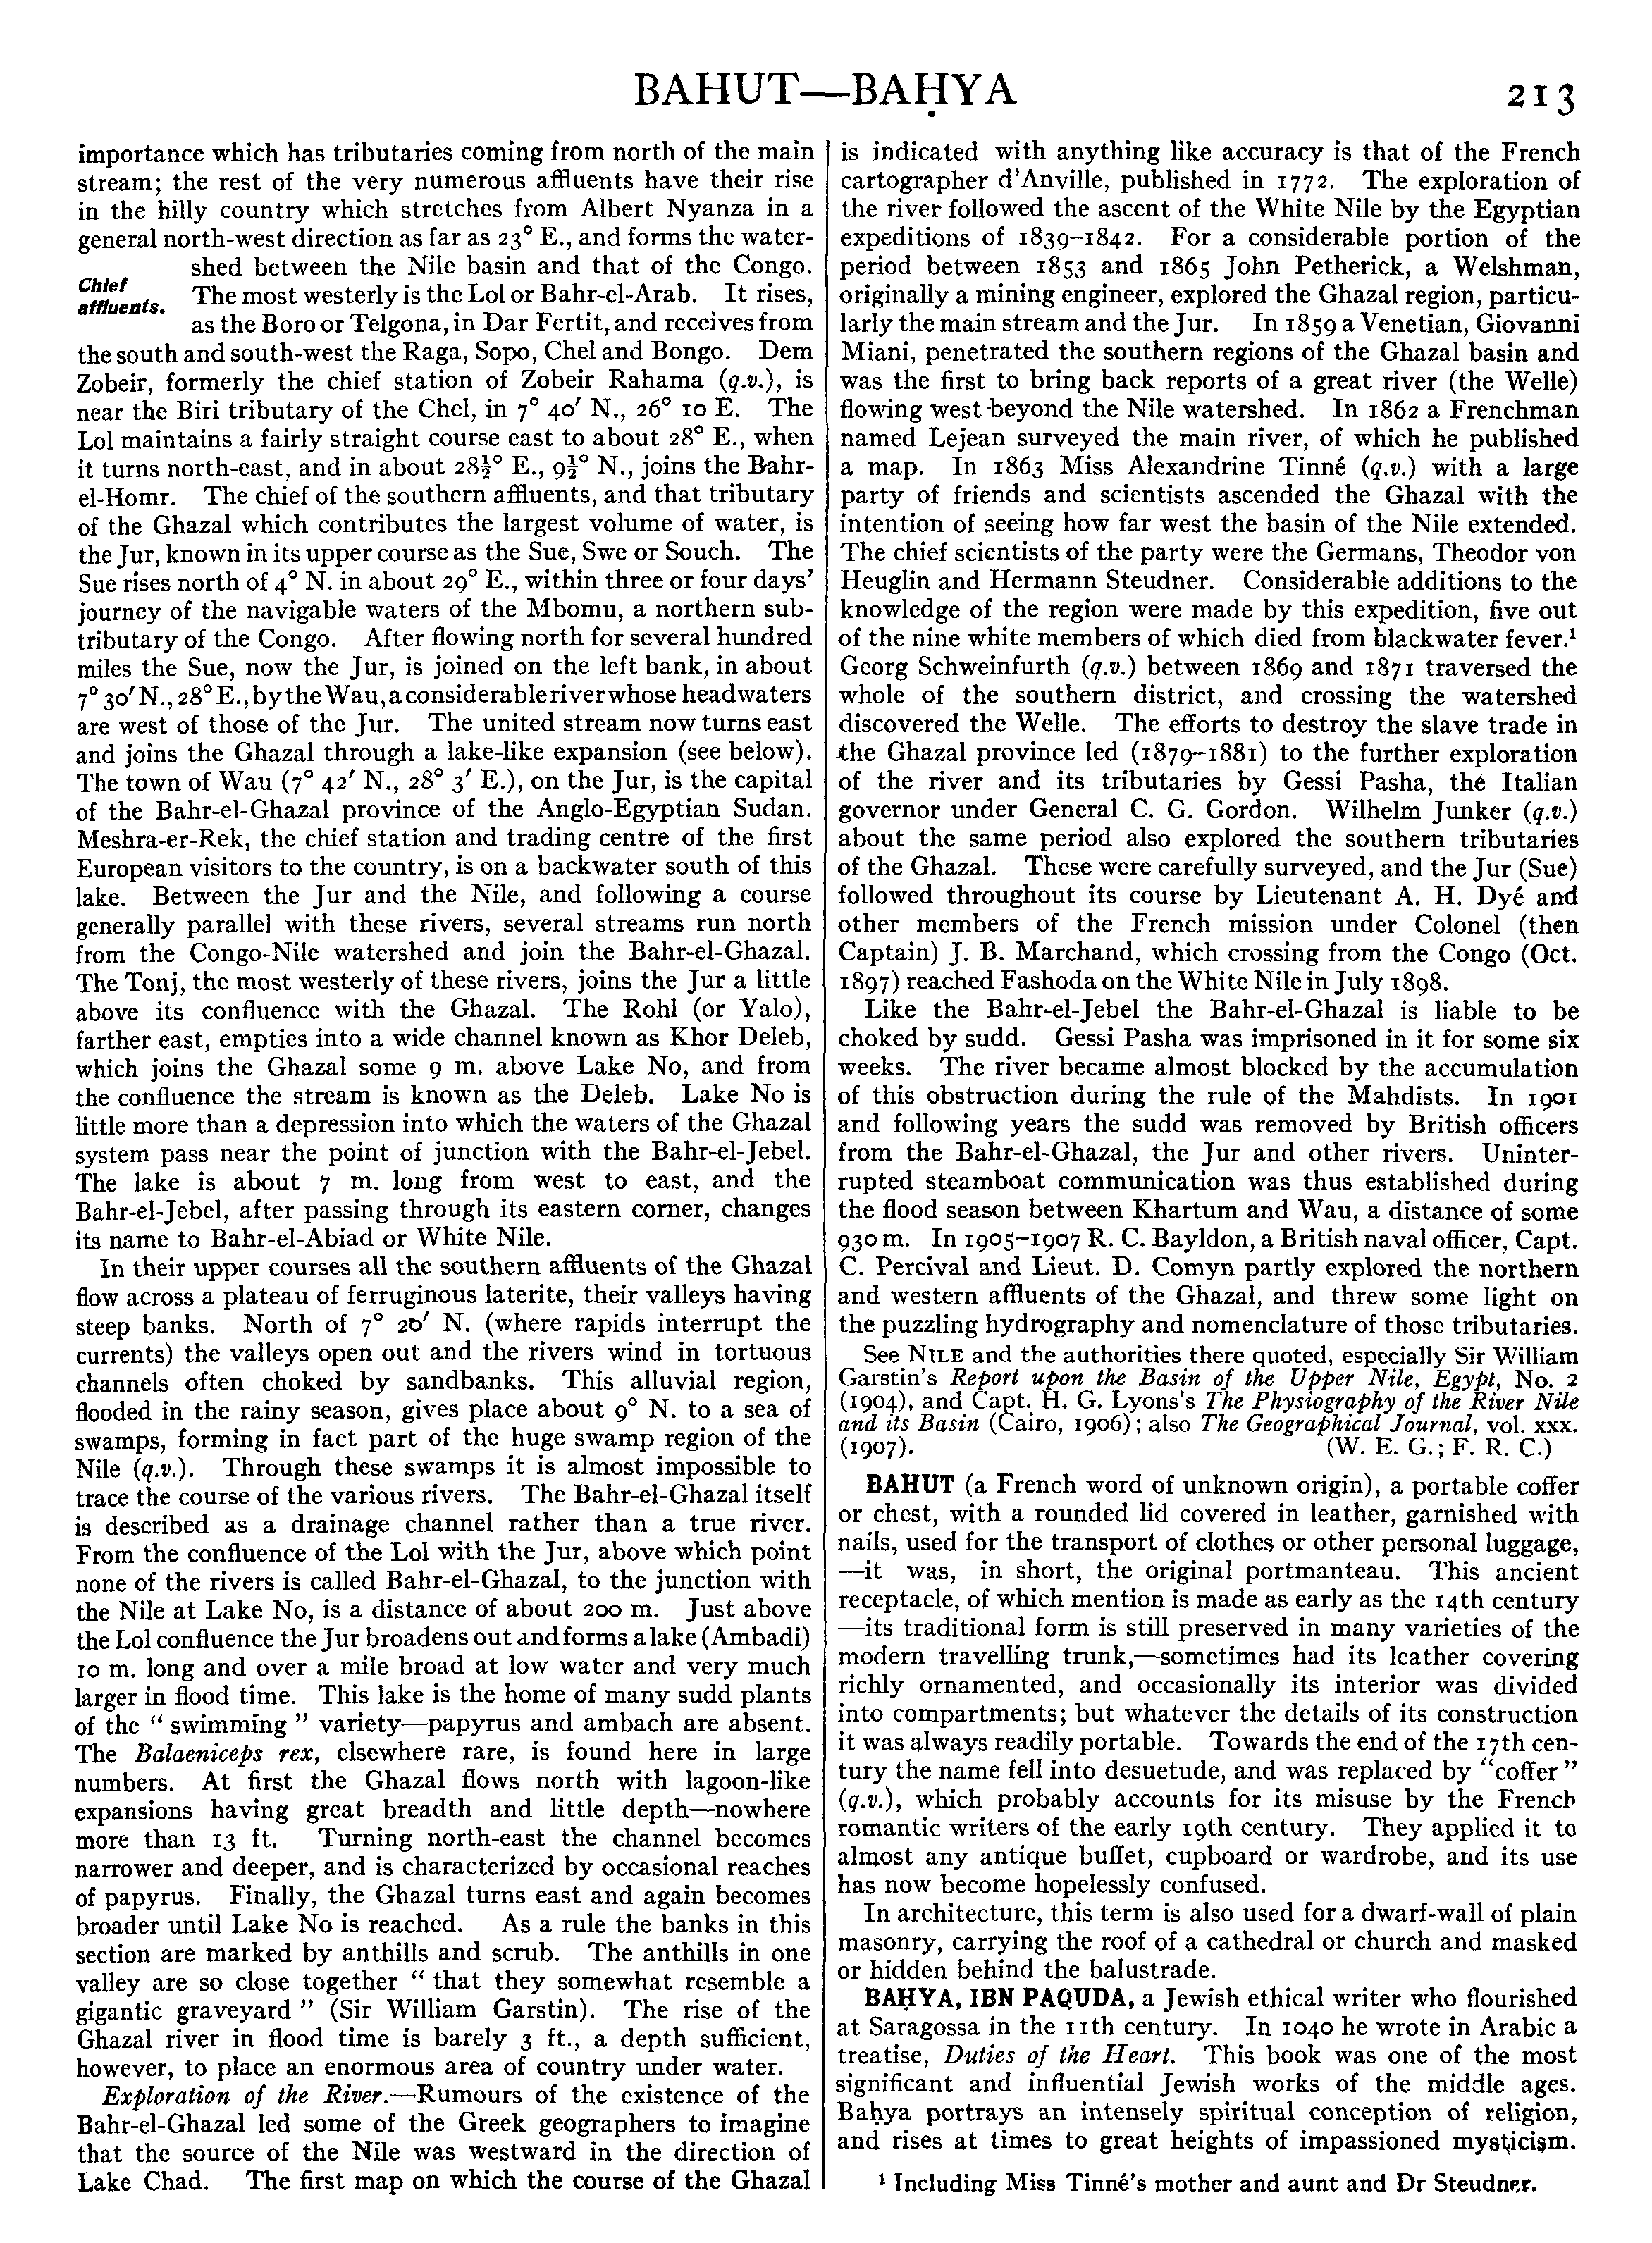 BAHUT—BAḤYA
213
importance which has tributaries coming from north of the main
stream; the rest of the very numerous affluents have their rise
in the hilly country which stretches from Albert Nyanza in a
general north-west direction as far as 23° E., and forms the water-
shed between the Nile basin and that of the Congo.
Chief
affluents.
The most westerly is the Lol or Bahr-el-Arab. It rises,
as the Boro or Telgona, in Dar Fertit, and receives from
the south and south-west the Raga, Sopo, Chel and Bongo. Dem
Zobeir, formerly the chief station of Zobeir Rahama (q.v.), is
near the Biri tributary of the Chel, in 7° 40′ N., 26° 10 E. The
Lol maintains a fairly straight course east to about 28° E., when
it turns north-east, and in about 28½° E., 9½° N., joins the Bahr-
el-Homr. The chief of the southern affluents, and that tributary
of the Ghazal which contributes the largest volume of water, is
the Jur, known in its upper course as the Sue, Swe or Souch. The
Sue rises north of 4° N. in about 29° E., within three or four days'
journey of the navigable waters of the Mbomu, a northern sub-
tributary of the Congo. After flowing north for several hundred
miles the Sue, now the Jur, is joined on the left bank, in about
7° 30′ N., 28° E., by the Wau, a considerable river whose headwaters
are west of those of the Jur. The united stream now turns east
and joins the Ghazal through a lake-like expansion (see below).
The town of Wau (7° 42′ N., 28° 3′ E.), on the Jur, is the capital
of the Bahr-el-Ghazal province of the Anglo-Egyptian Sudan.
Meshra-er-Rek, the chief station and trading centre of the first
European visitors to the country, is on a backwater south of this
lake. Between the Jur and the Nile, and following a course
generally parallel with these rivers, several streams run north
from the Congo-Nile watershed and join the Bahr-el-Ghazal.
The Tonj, the most westerly of these rivers, joins the Jur a little
above its confluence with the Ghazal. The Rohl (or Yalo),
farther east, empties into a wide channel known as Khor Deleb,
which joins the Ghazal some 9 m. above Lake No, and from
the confluence the stream is known as the Deleb. Lake No is
little more than a depression into which the waters of the Ghazal
system pass near the point of junction with the Bahr-el-Jebel.
The lake is about 7 m. long from west to east, and the
Bahr-el-Jebel, after passing through its eastern corner, changes
its name to Bahr-el-Abiad or White Nile.
In their upper courses all the southern affluents of the Ghazal
flow across a plateau of ferruginous laterite, their valleys having
steep banks. North of 7° 20′ N. (where rapids interrupt the
currents) the valleys open out and the rivers wind in tortuous
channels often choked by sandbanks. This alluvial region,
flooded in the rainy season, gives place about 9° N. to a sea of
swamps, forming in fact part of the huge swamp region of the
Nile (q.v.). Through these swamps it is almost impossible to
trace the course of the various rivers. The Bahr-el-Ghazal itself
is described as a drainage channel rather than a true river.
From the confluence of the Lol with the Jur, above which point
none of the rivers is called Bahr-el-Ghazal, to the junction with
the Nile at Lake No, is a distance of about 200 m. Just above
the Lol confluence the Jur broadens out and forms a lake (Ambadi)
10 m. long and over a mile broad at low water and very much
larger in flood time. This lake is the home of many sudd plants
of the " swimming " variety—papyrus and ambach are absent.
The Balaeniceps rex, elsewhere rare, is found here in large
numbers. At first the Ghazal flows north with lagoon-like
expansions having great breadth and little depth—nowhere
more than 13 ft. Turning north-east the channel becomes
narrower and deeper, and is characterized by occasional reaches
of papyrus. Finally, the Ghazal turns east and again becomes
broader until Lake No is reached. As a rule the banks in this
section are marked by anthills and scrub. The anthills in one
valley are so close together " that they somewhat resemble a
gigantic graveyard " (Sir William Garstin). The rise of the
Ghazal river in flood time is barely 3 ft., a depth sufficient,
however, to place an enormous area of country under water.
Exploration of the River.—Rumours of the existence of the
Bahr-el-Ghazal led some of the Greek geographers to imagine
that the source of the Nile was westward in the direction of
Lake Chad. The first map on which the course of the Ghazal
is indicated with anything like accuracy is that of the French
cartographer d'Anville, published in 1772. The exploration of
the river followed the ascent of the White Nile by the Egyptian
expeditions of 1839–1842. For a considerable portion of the
period between 1853 and 1865 John Petherick, a Welshman,
originally a mining engineer, explored the Ghazal region, particu-
larly the main stream and the Jur. In 1859 a Venetian, Giovanni
Miani, penetrated the southern regions of the Ghazal basin and
was the first to bring back reports of a great river (the Welle)
flowing west beyond the Nile watershed. In 1862 a Frenchman
named Lejean surveyed the main river, of which he published
a map. In 1863 Miss Alexandrine Tinné (q.v.) with a large
party of friends and scientists ascended the Ghazal with the
intention of seeing how far west the basin of the Nile extended.
The chief scientists of the party were the Germans, Theodor von
Heuglin and Hermann Steudner. Considerable additions to the
knowledge of the region were made by this expedition, five out
of the nine white members of which died from blackwater fever.¹
Georg Schweinfurth (q.v.) between 1869 and 1871 traversed the
whole of the southern district, and crossing the watershed
discovered the Welle. The efforts to destroy the slave trade in
the Ghazal province led (1879–1881) to the further exploration
of the river and its tributaries by Gessi Pasha, the Italian
governor under General C. G. Gordon. Wilhelm Junker (q.v.)
about the same period also explored the southern tributaries
of the Ghazal. These were carefully surveyed, and the Jur (Sue)
followed throughout its course by Lieutenant A. H. Dyé and
other members of the French mission under Colonel (then
Captain) J. B. Marchand, which crossing from the Congo (Oct.
1897) reached Fashoda on the White Nile in July 1898.
Like the Bahr-el-Jebel the Bahr-el-Ghazal is liable to be
choked by sudd. Gessi Pasha was imprisoned in it for some six
weeks. The river became almost blocked by the accumulation
of this obstruction during the rule of the Mahdists. In 1901
and following years the sudd was removed by British officers
from the Bahr-el-Ghazal, the Jur and other rivers. Uninter-
rupted steamboat communication was thus established during
the flood season between Khartum and Wau, a distance of some
930 m. In 1905–1907 R. C. Bayldon, a British naval officer, Capt.
C. Percival and Lieut. D. Comyn partly explored the northern
and western affluents of the Ghazal, and threw some light on
the puzzling hydrography and nomenclature of those tributaries.
See NILE and the authorities there quoted, especially Sir William
Garstin's Report upon the Basin of the Upper Nile, Egypt, No. 2
(1904), and Capt. H. G. Lyons's The Physiography of the River Nile
and its Basin (Cairo, 1906); also The Geographical Journal, vol. xxx.
(1907). (W. E. G.; F. R. C.)
BAHUT (a French word of unknown origin), a portable coffer
or chest, with a rounded lid covered in leather, garnished with
nails, used for the transport of clothes or other personal luggage,
—it was, in short, the original portmanteau. This ancient
receptacle, of which mention is made as early as the 14th century
—its traditional form is still preserved in many varieties of the
modern travelling trunk,—sometimes had its leather covering
richly ornamented, and occasionally its interior was divided
into compartments; but whatever the details of its construction
it was always readily portable. Towards the end of the 17th cen-
tury the name fell into desuetude, and was replaced by "coffer "
(q.v.), which probably accounts for its misuse by the French
romantic writers of the early 19th century. They applied it to
almost any antique buffet, cupboard or wardrobe, and its use
has now become hopelessly confused.
In architecture, this term is also used for a dwarf-wall of plain
masonry, carrying the roof of a cathedral or church and masked
or hidden behind the balustrade.
BAḤYA, IBN PAQUDA, a Jewish ethical writer who flourished
at Saragossa in the 11th century. In 1040 he wrote in Arabic a
treatise, Duties of the Heart. This book was one of the most
significant and influential Jewish works of the middle ages.
Baḥya portrays an intensely spiritual conception of religion,
and rises at times to great heights of impassioned mysticism.
¹ Including Miss Tinné's mother and aunt and Dr Steudner.